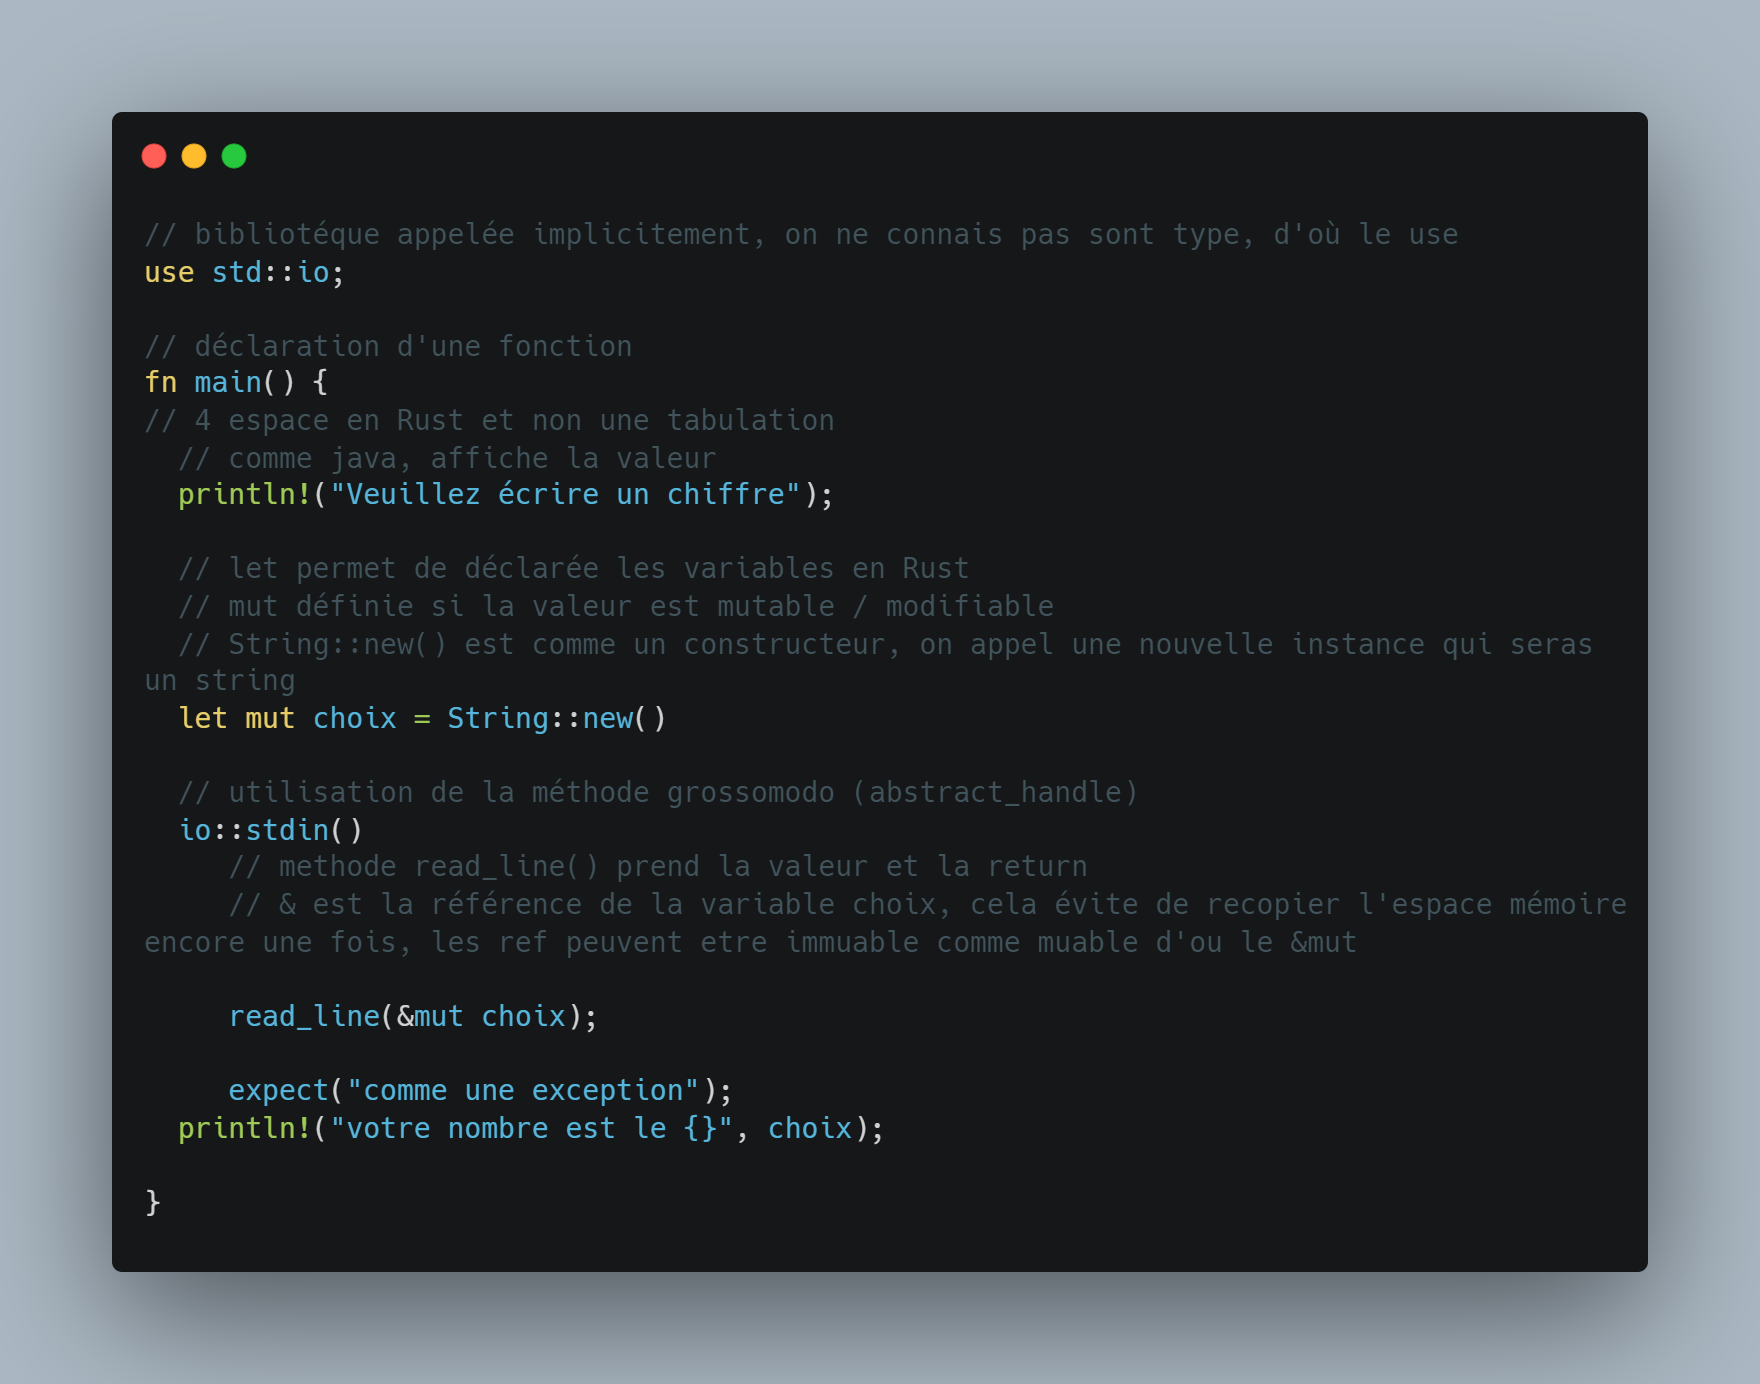 // bibliotéque appelée implicitement, on ne connais pas sont type, d'où le use
use std::io;
// déclaration d'une fonction
fn main() {
// 4 espace en Rust et non une tabulation
  // comme java, affiche la valeur
  println!("Veuillez écrire un chiffre");
  // let permet de déclarée les variables en Rust
  // mut définie si la valeur est mutable / modifiable
  // String::new() est comme un constructeur, on appel une nouvelle instance qui seras
un string
  let mut choix = String::new()
  // utilisation de la méthode grossomodo (abstract_handle)
  io::stdin()
     // methode read_line() prend la valeur et la return
     // & est la référence de la variable choix, cela évite de recopier l'espace mémoire
encore une fois, les ref peuvent etre immuable comme muable d'ou le &mut
     read_line(&mut choix);
     expect("comme une exception");
  println!("votre nombre est le {}", choix);
}